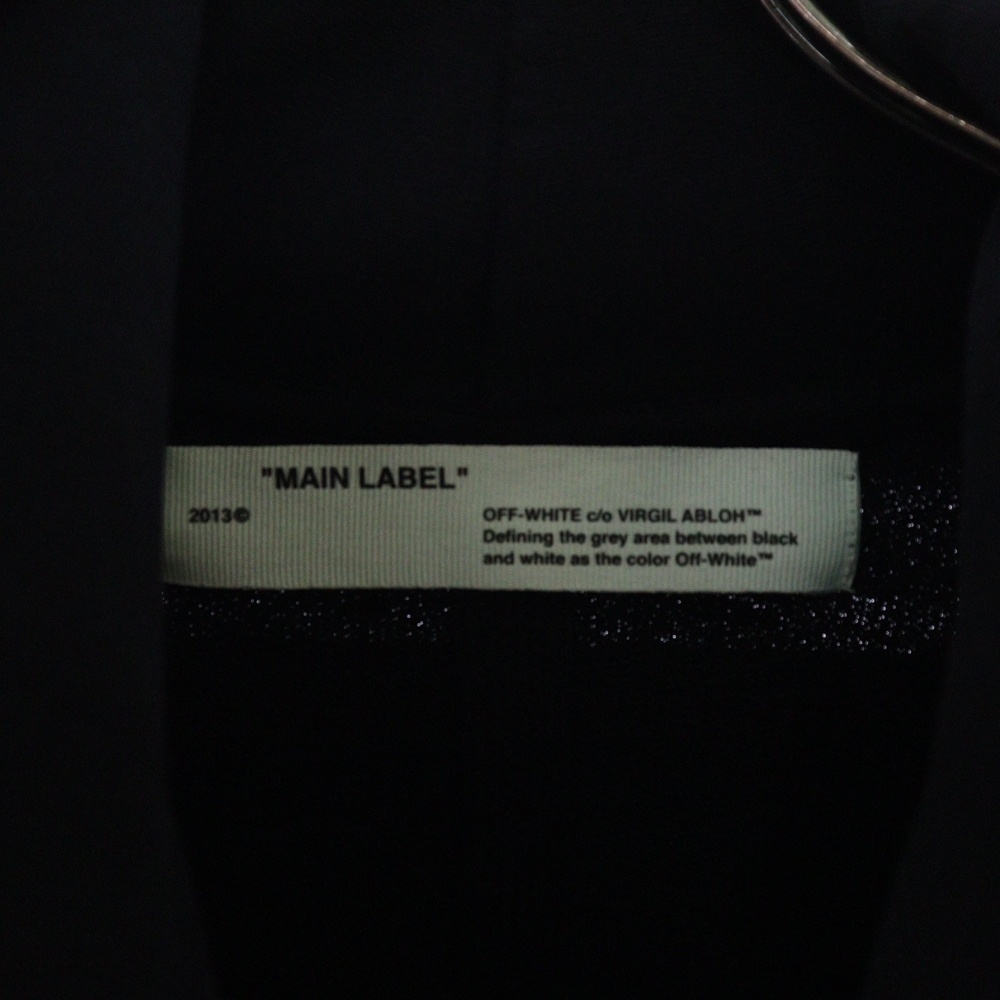 "MAIN LABEL"
2013©
OFF-WHITE c/o VIRGIL ABLOH™
Defining the grey area between black
and white as the color Off-White™